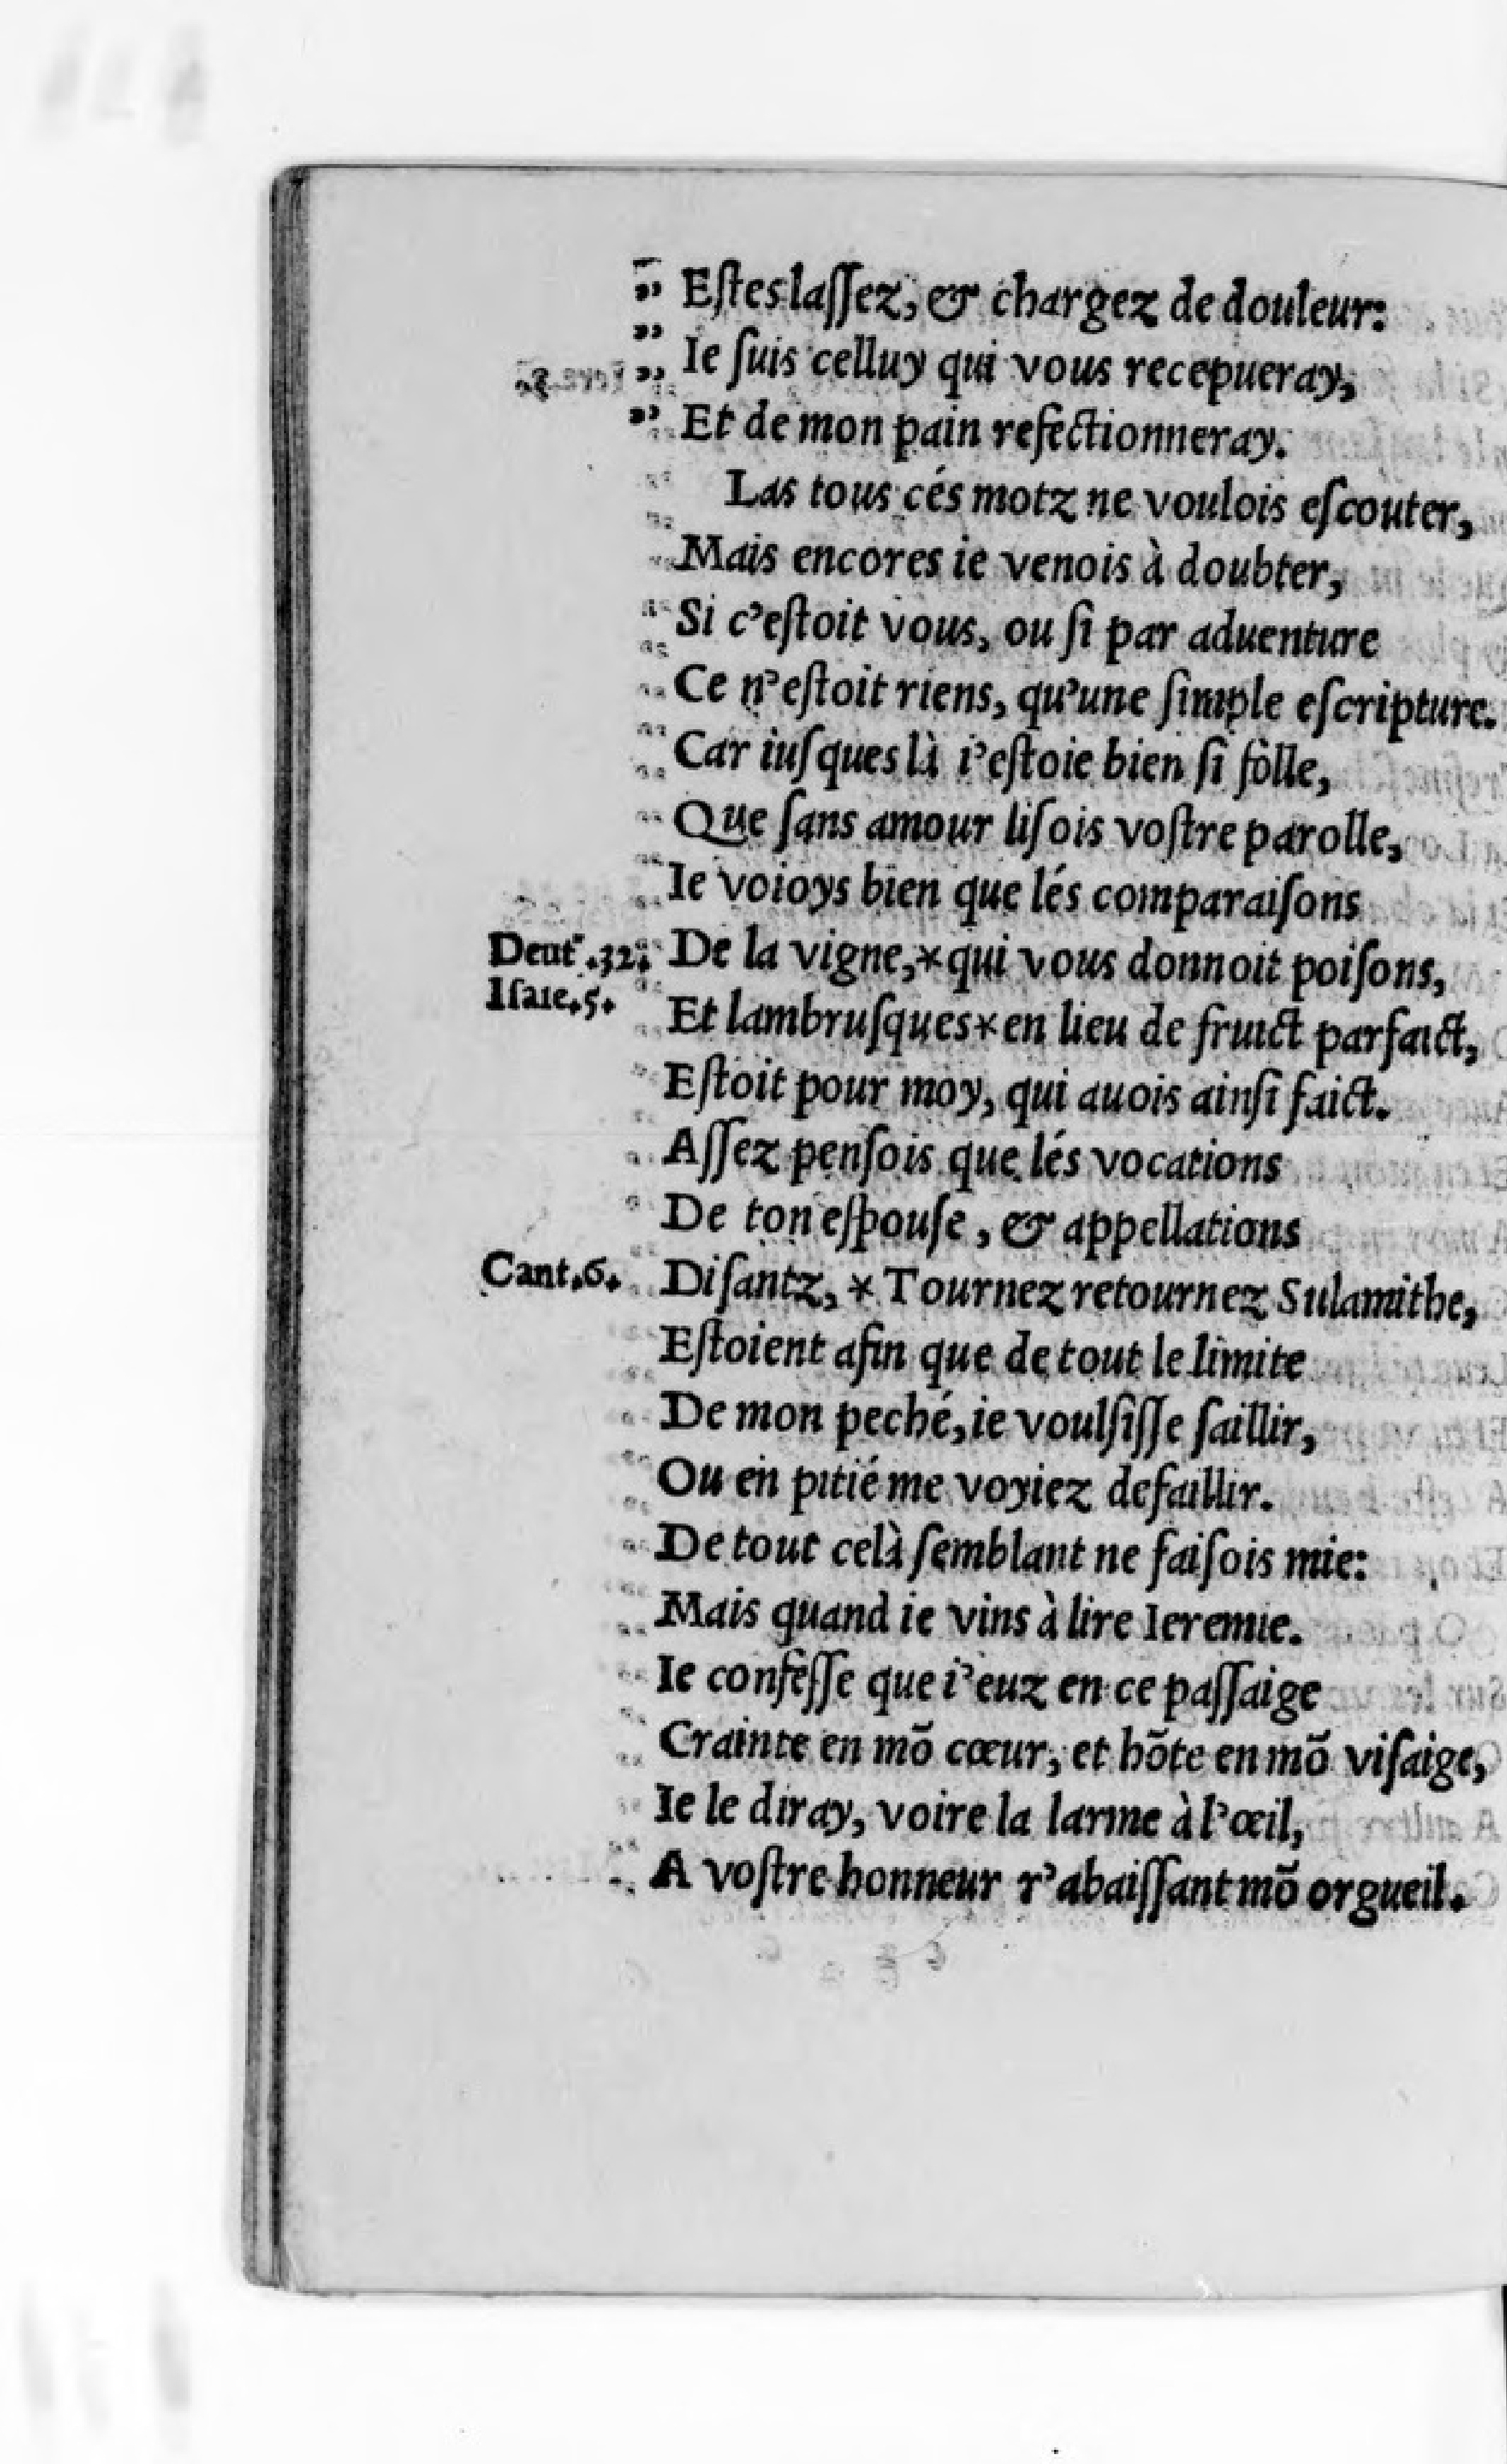 " Eſtes laſſez, & chargez de douleur:
" Ie ſuis celluy qui vous recepueray,
" Et de mon pain refectionneray.
Las tous cés motz ne voulois eſcouter,
Mais encores ie venois à doubter,
Si c'eſtoit vous, ou ſi par aduenture
Ce n'eſtoit riens, qu'une ſimple eſcripture.
Car iuſques là i'eſtoie bien ſi fòlle,
Que ſans amour liſois voſtre parolle,
Ie voioys bien que lés comparaiſons
Deut .32. De la vigne,* qui vous donnoit poiſons,
Iſaie.5. Et lambruſques* en lieu de fruict parfaict,
Eſtoit pour moy, qui auois ainſi faict.
Aſſez penſois que lés vocations
De ton eſpouſe, & appellations
Cant.6. Diſantz, * Tournez retournez Sulamithe,
Eſtoient afin que de tout le limite
De mon peché, ie voulſiſſe ſaillir,
Ou en pitié me voyiez defaillir.
De tout celà ſemblant ne faiſois mie:
Mais quand ie vins à lire Ieremie.
Ie confeſſe que i'euz en ce paſſaige
Crainte en mõ cœur, et hõte en mõ viſaige,
Ie le diray, voire la larme à l'œil,
A voſtre honneur r'abaiſſant mõ orgueil.